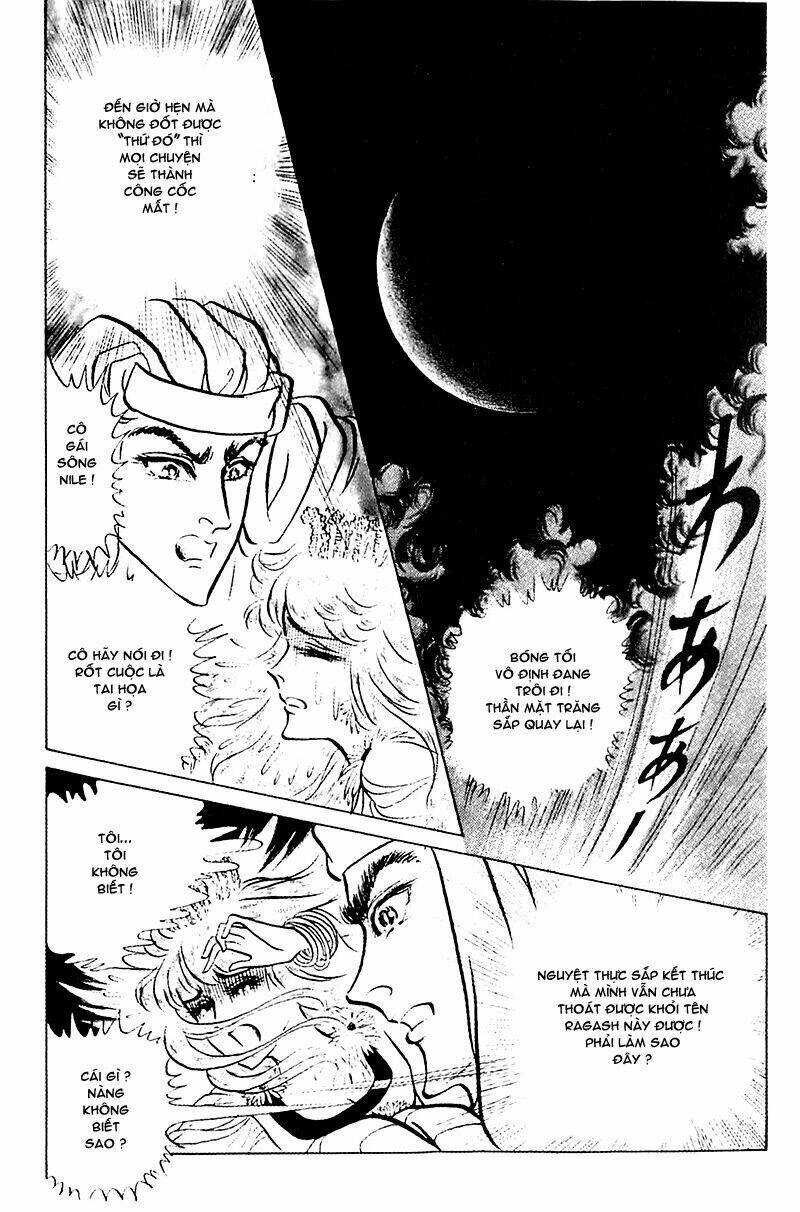 ĐẾN GIỜ HẸN MÀ
KHÔNG ĐỐT ĐƯỢC
"THỨ ĐÓ" THÌ
MỌI CHUYỆN
SẼ THÀNH
CÔNG CỐC
MẤT !
CÔ
GÁI
SÔNG
NILE !
CÔ HÃY NÓI ĐI !
RỐT CUỘC LÀ
TAI HỌA
GÌ ?
BÓNG TỐI
VÔ ĐỊNH ĐANG
TRÔI ĐI !
THẦN MẶT TRĂNG
SẮP QUAY LẠI !
わあああー
TÔI...
TÔI
KHÔNG
BIẾT !
CÁI GÌ ?
NÀNG
KHÔNG
BIẾT
SAO ?
NGUYỆT THỰC SẮP KẾT THÚC
MÀ MÌNH VẪN CHƯA
THOÁT ĐƯỢC KHỎI TÊN
RAGASH NÀY ĐƯỢC !
PHẢI LÀM SAO
ĐÂY ?